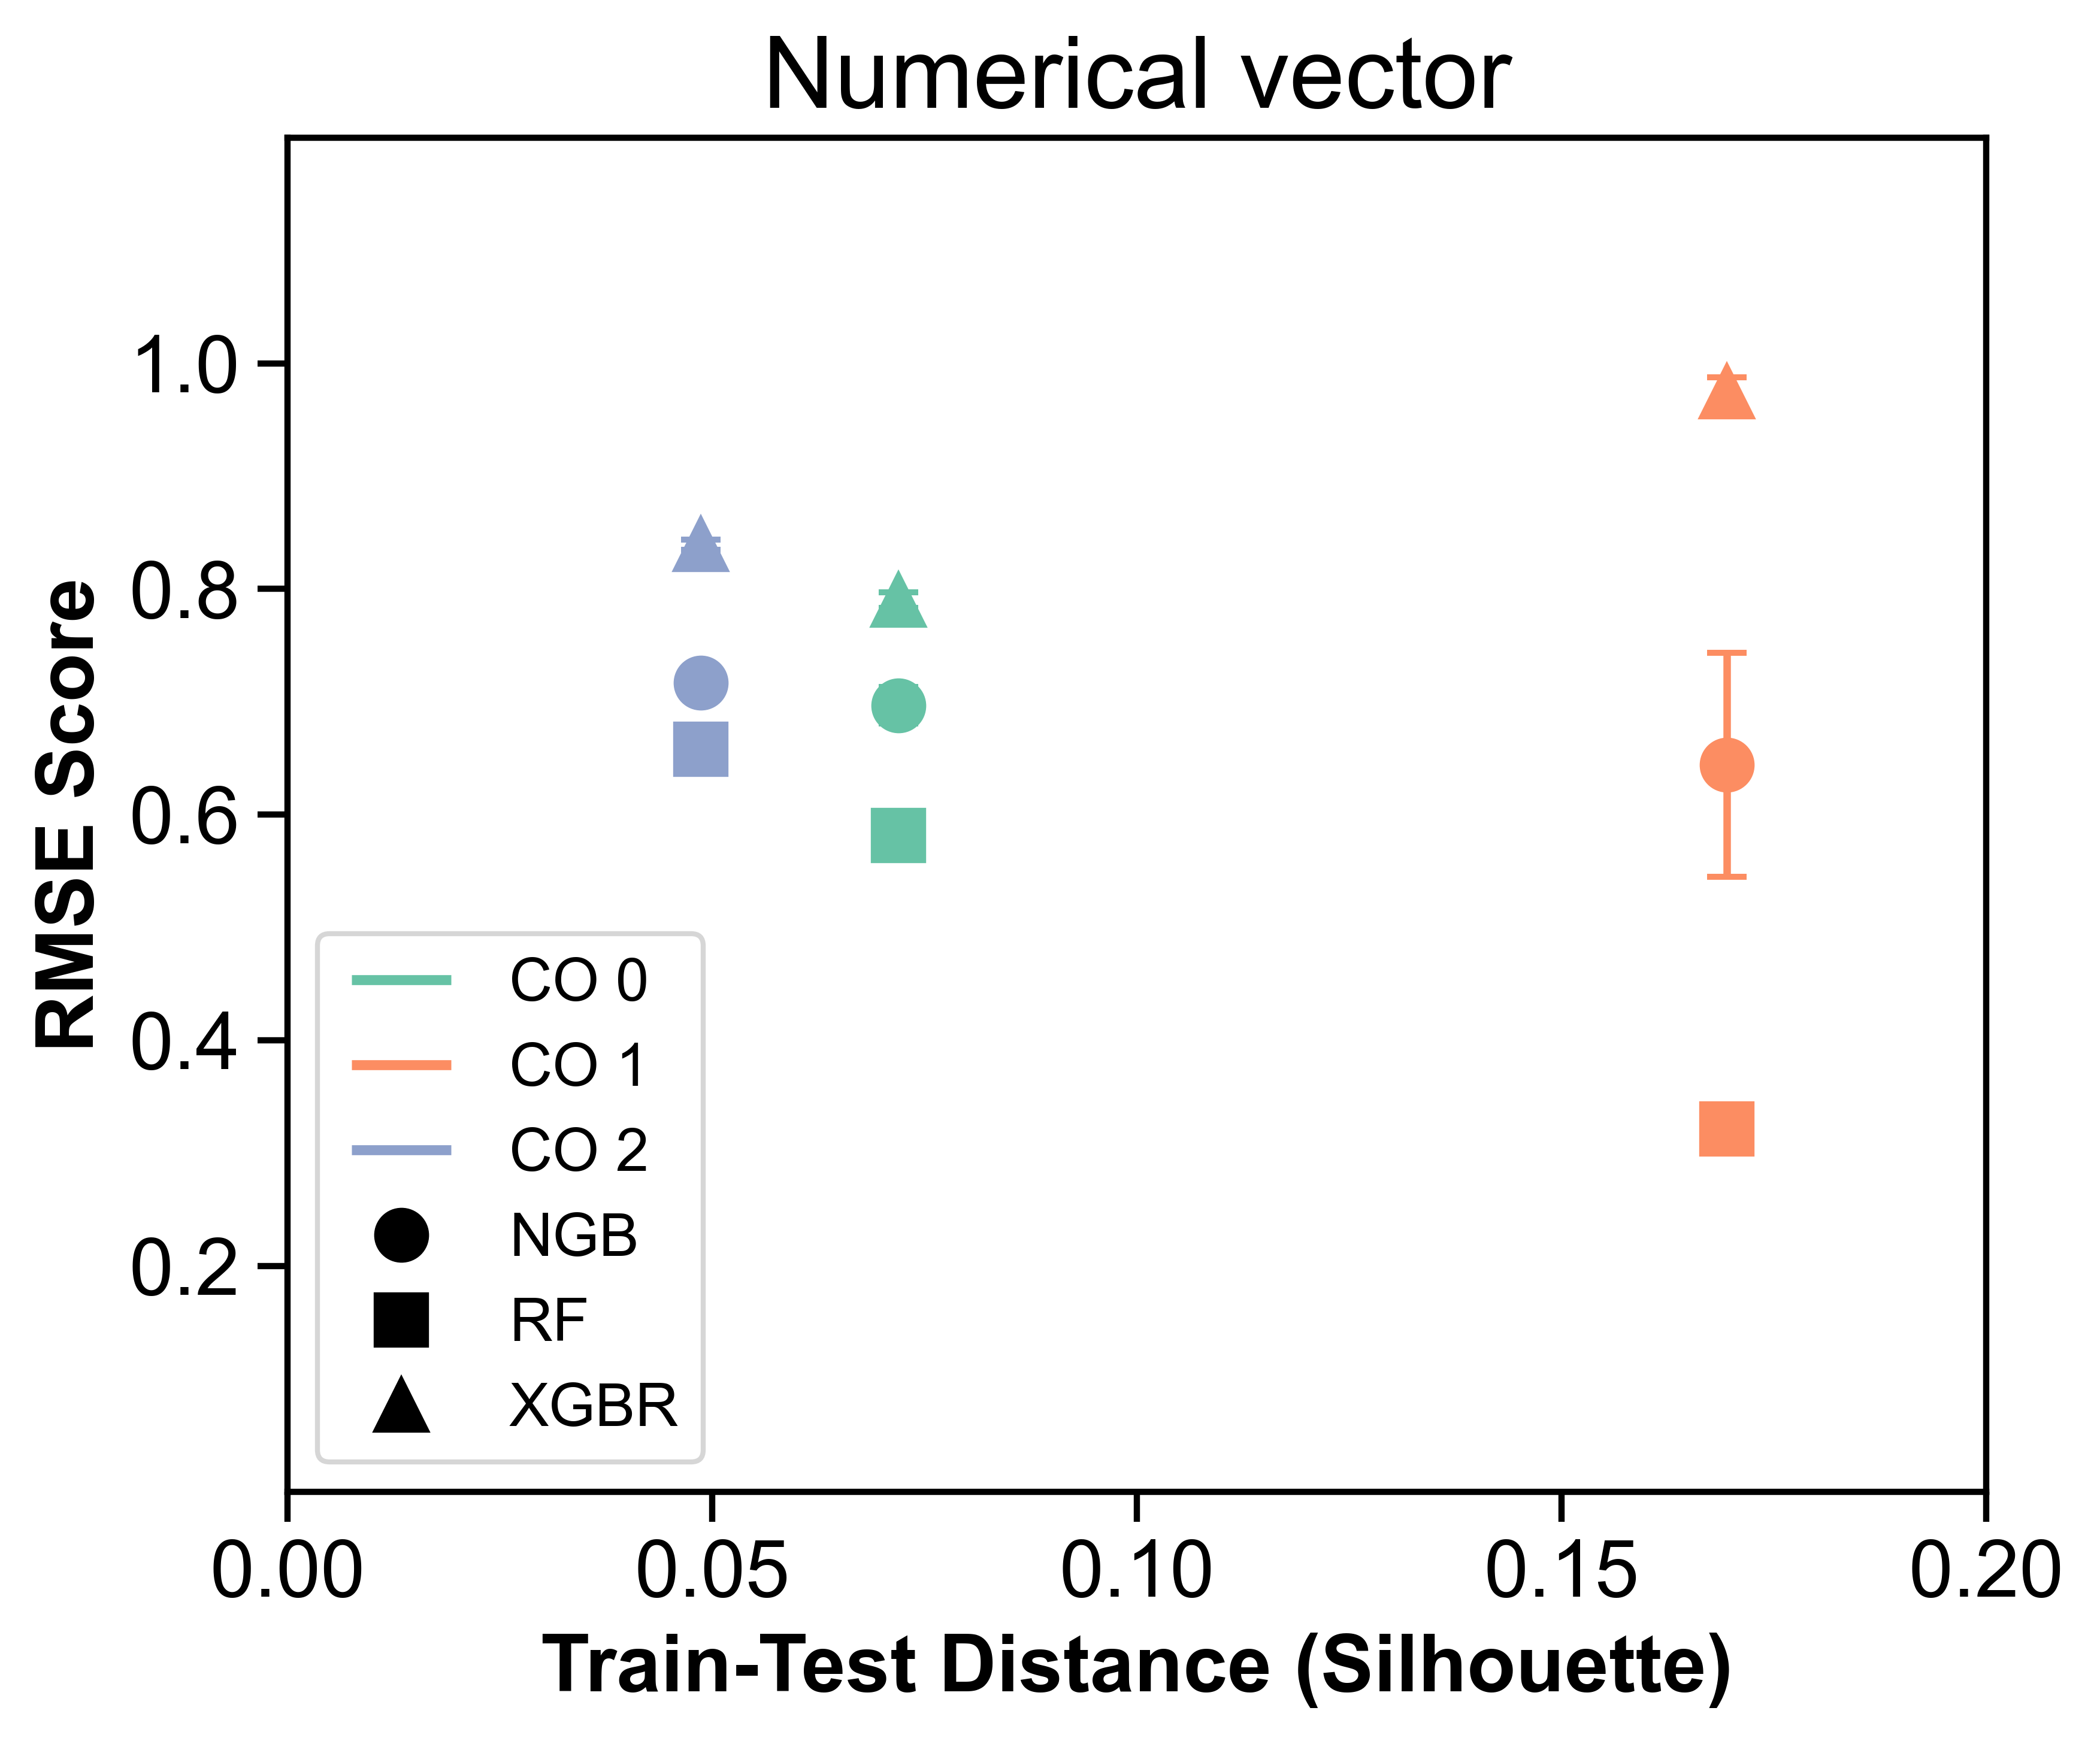 Numerical vector
RMSE Score
1.0
0.8
0.6
0.4
0.2
CO 0
CO 1
CO 2
NGB
RF
XGBR
0.00 0.05 0.10 0.15 0.20
Train-Test Distance (Silhouette)